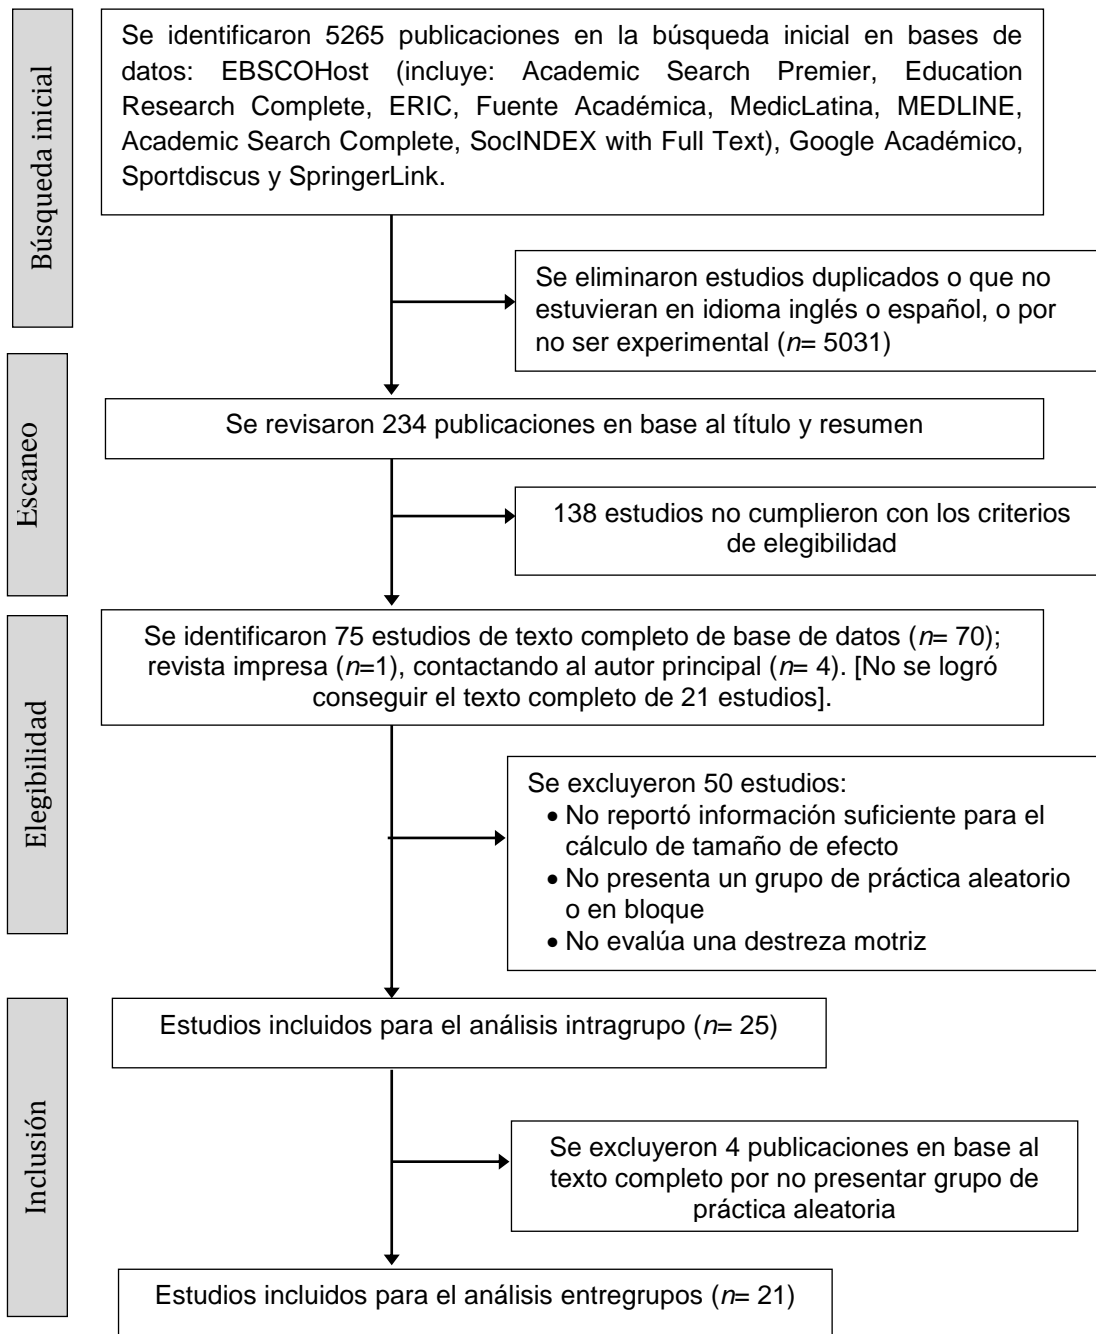 Búsqueda inicial
Se identificaron 5265 publicaciones en la búsqueda inicial en bases de
datos: EBSCOHost (incluye: Academic Search Premier, Education
Research Complete, ERIC, Fuente Académica, MedicLatina, MEDLINE,
Academic Search Complete, SocINDEX with Full Text), Google Académico,
Sportdiscus y SpringerLink.
Se eliminaron estudios duplicados o que no
estuvieran en idioma inglés o español, o por
no ser experimental (n= 5031)
Escaneo
Se revisaron 234 publicaciones en base al título y resumen
138 estudios no cumplieron con los criterios
de elegibilidad
Elegibilidad
Se identificaron 75 estudios de texto completo de base de datos (n= 70);
revista impresa (n=1), contactando al autor principal (n= 4). [No se logró
conseguir el texto completo de 21 estudios].
Se excluyeron 50 estudios:
• No reportó información suficiente para el
cálculo de tamaño de efecto
• No presenta un grupo de práctica aleatorio
o en bloque
• No evalúa una destreza motriz
Inclusión
Estudios incluidos para el análisis intragrupo (n= 25)
Se excluyeron 4 publicaciones en base al
texto completo por no presentar grupo de
práctica aleatoria
Estudios incluidos para el análisis entregrupos (n= 21)